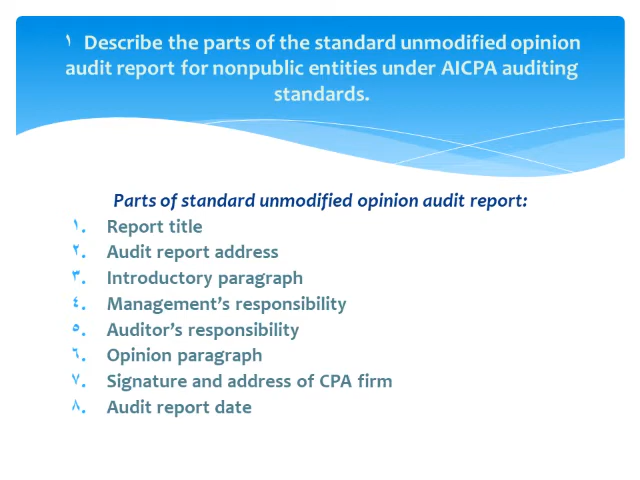 ١ Describe the parts of the standard unmodified opinion
audit report for nonpublic entities under AICPA auditing
standards.
Parts of standard unmodified opinion audit report:
١. Report title
٢. Audit report address
٣. Introductory paragraph
٤. Management’s responsibility
٥. Auditor’s responsibility
٦. Opinion paragraph
٧. Signature and address of CPA firm
٨. Audit report date